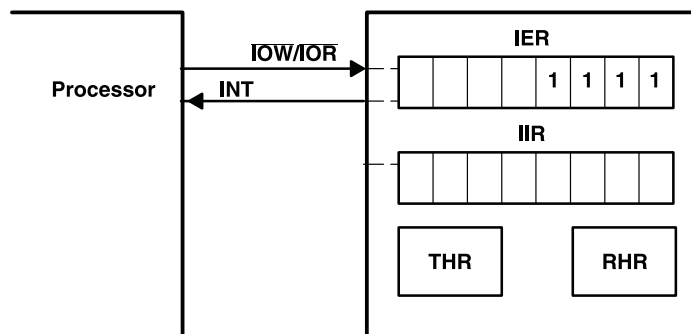 IER
IOW/IOR
1 1 1 1
Processor
INT
IIR
THR
RHR